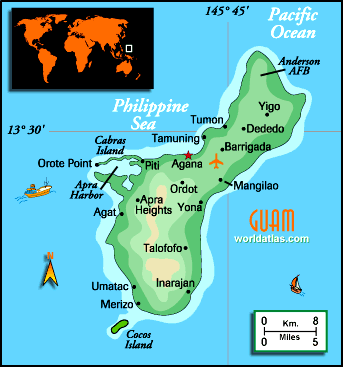 145° 45'
Pacific
Ocean
Anderson
AFB
Philippine
Sea
Yigo
Tumon
Dededo
13° 30'
Tamuning
Cabras
Island
Barrigada
Orote Point
Piti
Agana
Apra
Harbor
Ordot
Mangilao
Apra
Heights
Yona
Agat
GUAM
worldatlas.com
Talofofo
N
Umatac
Inarajan
Merizo
Cocos
Island
0 Km. 8
0 Miles 5